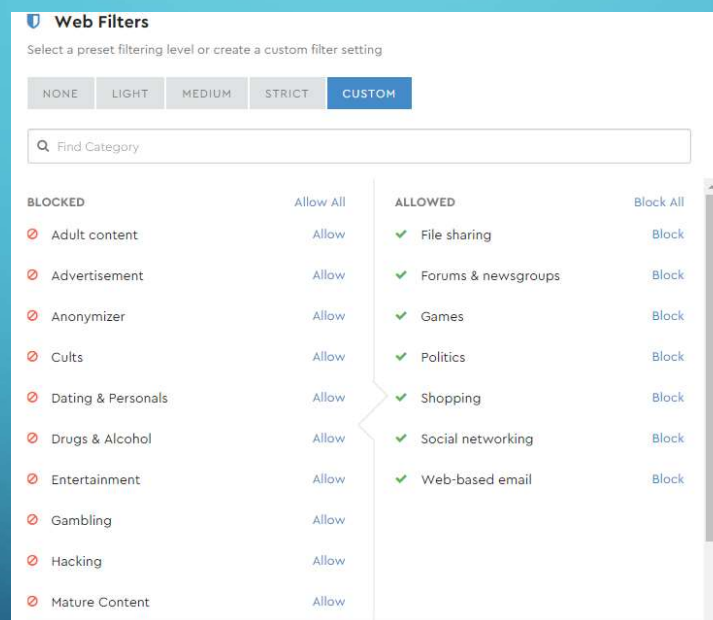 Web Filters
Select a preset filtering level or create a custom filter setting
NONE LIGHT MEDIUM STRICT CUSTOM
Find Category
BLOCKED Allow All
Adult content Allow
Advertisement Allow
Anonymizer Allow
Cults Allow
Dating & Personals Allow
Drugs & Alcohol Allow
Entertainment Allow
Gambling Allow
Hacking Allow
Mature Content Allow
ALLOWED Block All
File sharing Block
Forums & newsgroups Block
Games Block
Politics Block
Shopping Block
Social networking Block
Web-based email Block